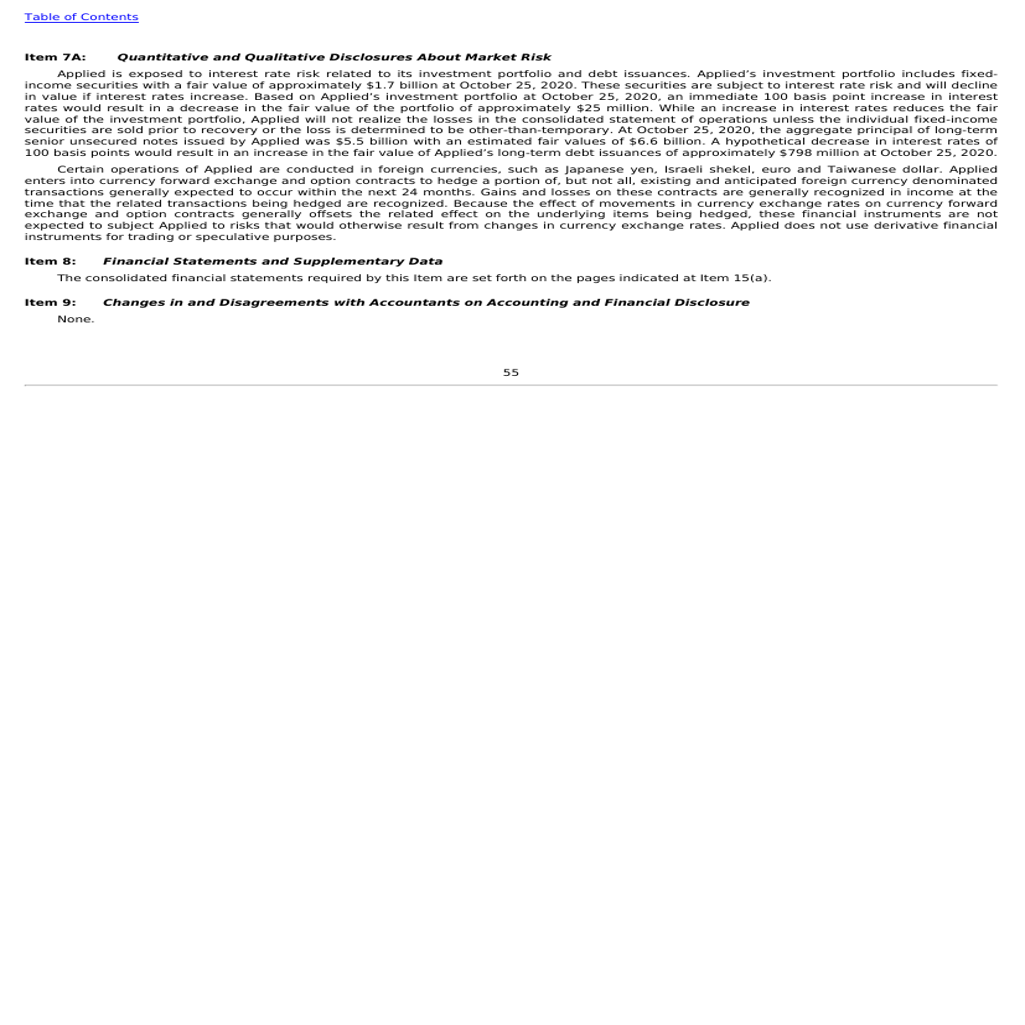 Table of Contents
Item 7A: Quantitative and Qualitative Disclosures About Market Risk
Applied is exposed to interest rate risk related to its investment portfolio and debt issuances. Applied’s investment portfolio includes fixed-
income securities with a fair value of approximately $1.7 billion at October 25, 2020. These securities are subject to interest rate risk and will decline
in value if interest rates increase. Based on Applied’s investment portfolio at October 25, 2020, an immediate 100 basis point increase in interest
rates would result in a decrease in the fair value of the portfolio of approximately $25 million. While an increase in interest rates reduces the fair
value of the investment portfolio, Applied will not realize the losses in the consolidated statement of operations unless the individual fixed-income
securities are sold prior to recovery or the loss is determined to be other-than-temporary. At October 25, 2020, the aggregate principal of long-term
senior unsecured notes issued by Applied was $5.5 billion with an estimated fair values of $6.6 billion. A hypothetical decrease in interest rates of
100 basis points would result in an increase in the fair value of Applied’s long-term debt issuances of approximately $798 million at October 25, 2020.
Certain operations of Applied are conducted in foreign currencies, such as Japanese yen, Israeli shekel, euro and Taiwanese dollar. Applied
enters into currency forward exchange and option contracts to hedge a portion of, but not all, existing and anticipated foreign currency denominated
transactions generally expected to occur within the next 24 months. Gains and losses on these contracts are generally recognized in income at the
time that the related transactions being hedged are recognized. Because the effect of movements in currency exchange rates on currency forward
exchange and option contracts generally offsets the related effect on the underlying items being hedged, these financial instruments are not
expected to subject Applied to risks that would otherwise result from changes in currency exchange rates. Applied does not use derivative financial
instruments for trading or speculative purposes.
Item 8: Financial Statements and Supplementary Data
The consolidated financial statements required by this Item are set forth on the pages indicated at Item 15(a).
Item 9: Changes in and Disagreements with Accountants on Accounting and Financial Disclosure
None.
55